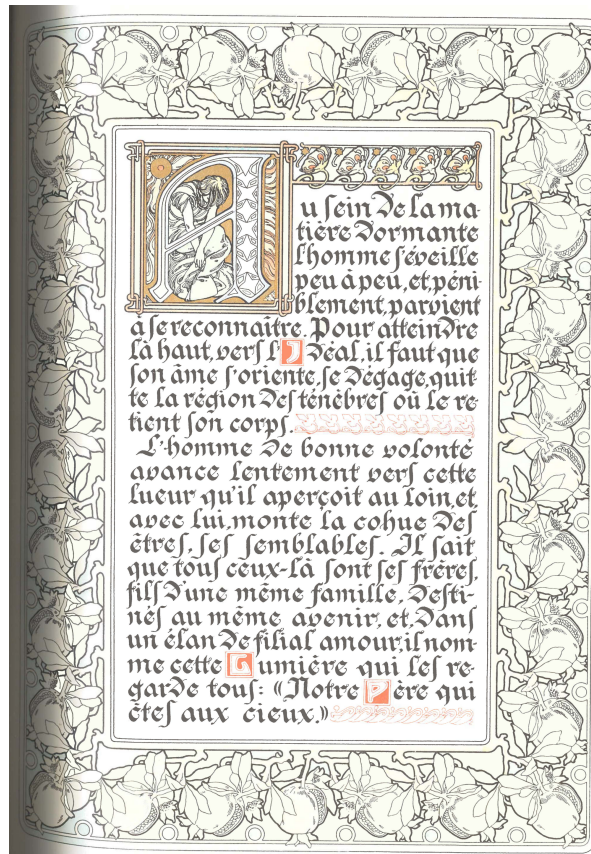 Au sein De la ma-
tière Dormante
l'homme s'éveille
peu à peu, et, péni-
blement, parvient
à se reconnaître. Pour atteinDre
là haut, vers l'IDéal, il faut que
son âme s'oriente, se Dégage, quit-
te la région Des ténèbres où le re-
tient son corps.
L'homme De bonne volonté
avance lentement vers cette
lueur qu'il aperçoit au loin, et,
avec lui, monte la cohue Des
êtres, ses semblables. Il sait
que tous ceux-là sont ses frères,
fils D'une même famille, Desti-
nés au même avenir, et, Dans
un élan De filial amour, il nom-
me cette Lumière qui les re-
garDe tous: «Notre Père qui
êtes aux cieux.»